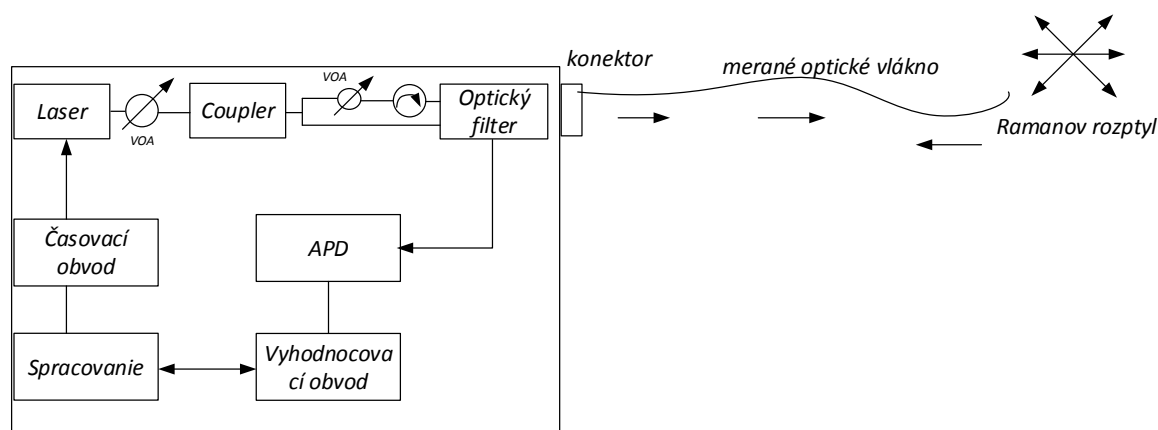 konektor
merané optické vlákno
Ramanov rozptyl
Laser
VOA
Coupler
VOA
Optický
filter
Časovací
obvod
APD
Spracovanie
Vyhodnocova
cí obvod